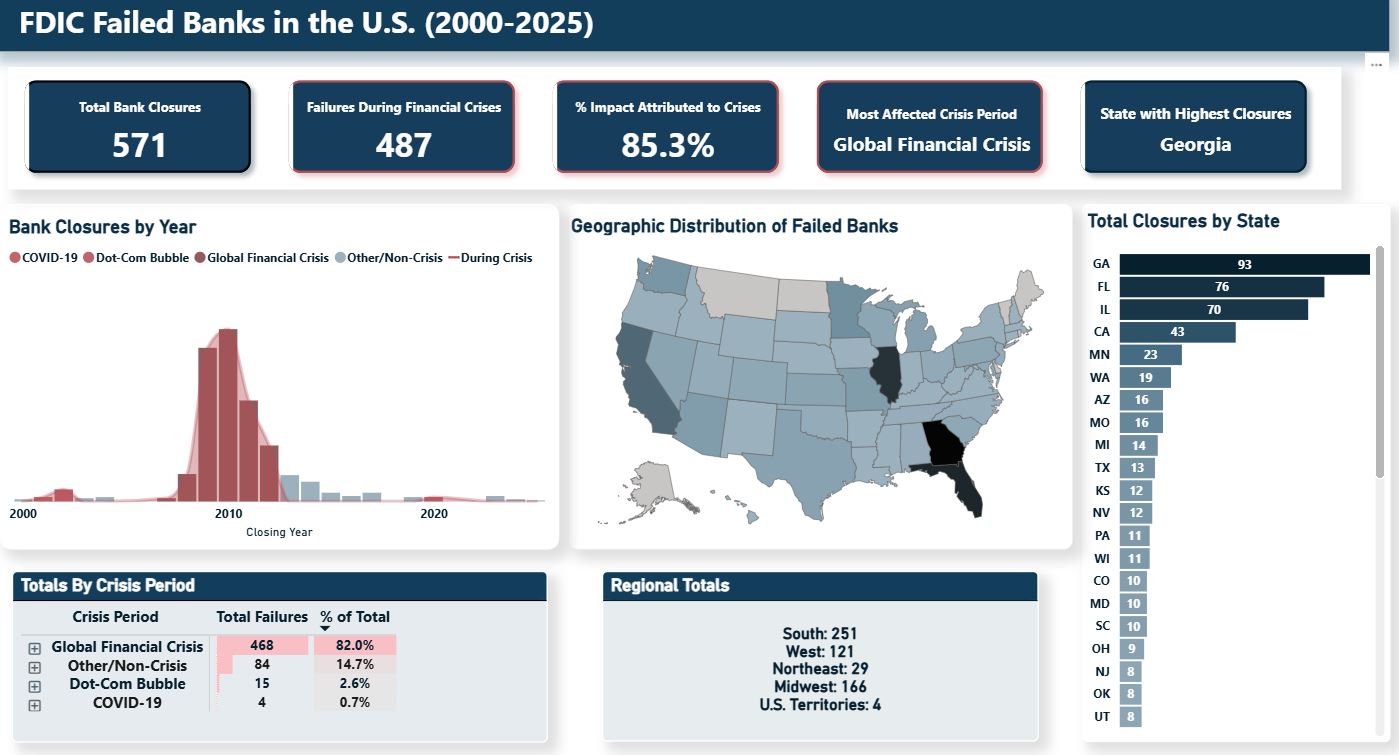 FDIC Failed Banks in the U.S. (2000-2025)
Total Bank Closures
571
Failures During Financial Crises
487
% Impact Attributed to Crises
85.3%
Most Affected Crisis Period
Global Financial Crisis
State with Highest Closures
Georgia
Bank Closures by Year
COVID-19 Dot-Com Bubble Global Financial Crisis Other/Non-Crisis During Crisis
2000 2010 2020
Closing Year
Geographic Distribution of Failed Banks
Total Closures by State
GA 93
FL 76
IL 70
CA 43
MN 23
WA 19
AZ 16
MO 16
MI 14
TX 13
KS 12
NV 12
PA 11
WI 11
CO 10
MD 10
SC 10
OH 9
NJ 8
OK 8
UT 8
Totals By Crisis Period
Crisis Period Total Failures % of Total
Global Financial Crisis 468 82.0%
Other/Non-Crisis 84 14.7%
Dot-Com Bubble 15 2.6%
COVID-19 4 0.7%
Regional Totals
South: 251
West: 121
Northeast: 29
Midwest: 166
U.S. Territories: 4